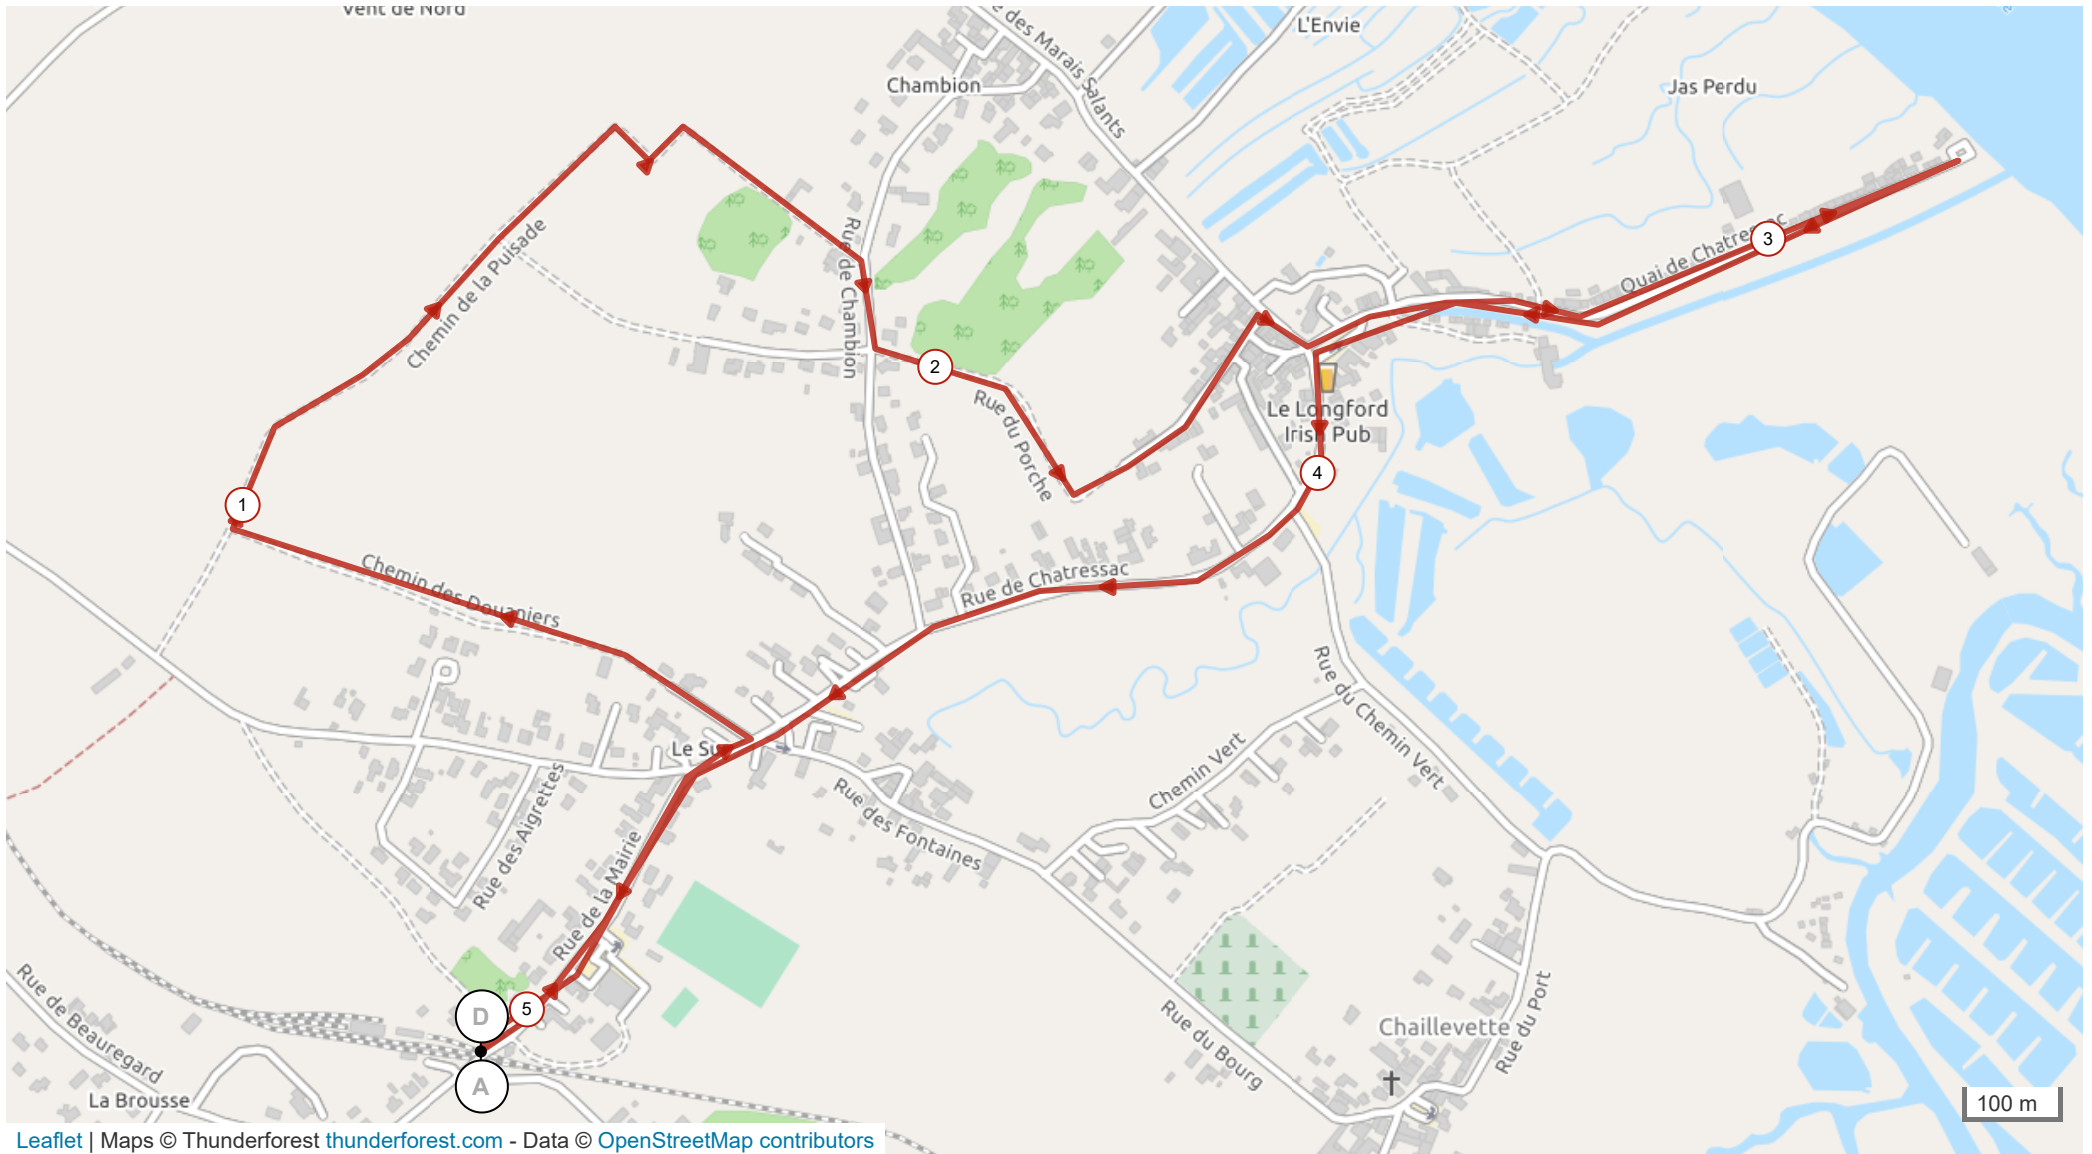 Vent de Nord
e des Marais Salants
L'Envie
Chambion
Jas Perdu
Chemin de la Puisade
Rue de Chambion
Quai de Chatressac
3
2
Rue du Porche
Le Longford
Irish Pub
4
1
Chemin des Douaniers
Rue de Chatressac
Rue du Chemin Vert
Chemin Vert
Rue des Aigrettes
Rue de la Mairie
Rue des Fontaines
5
D
A
Rue de Beauregard
La Brousse
Rue du Bourg
Chaillevette
Rue du Port
100 m
Leaflet | Maps © Thunderforest thunderforest.com - Data © OpenStreetMap contributors